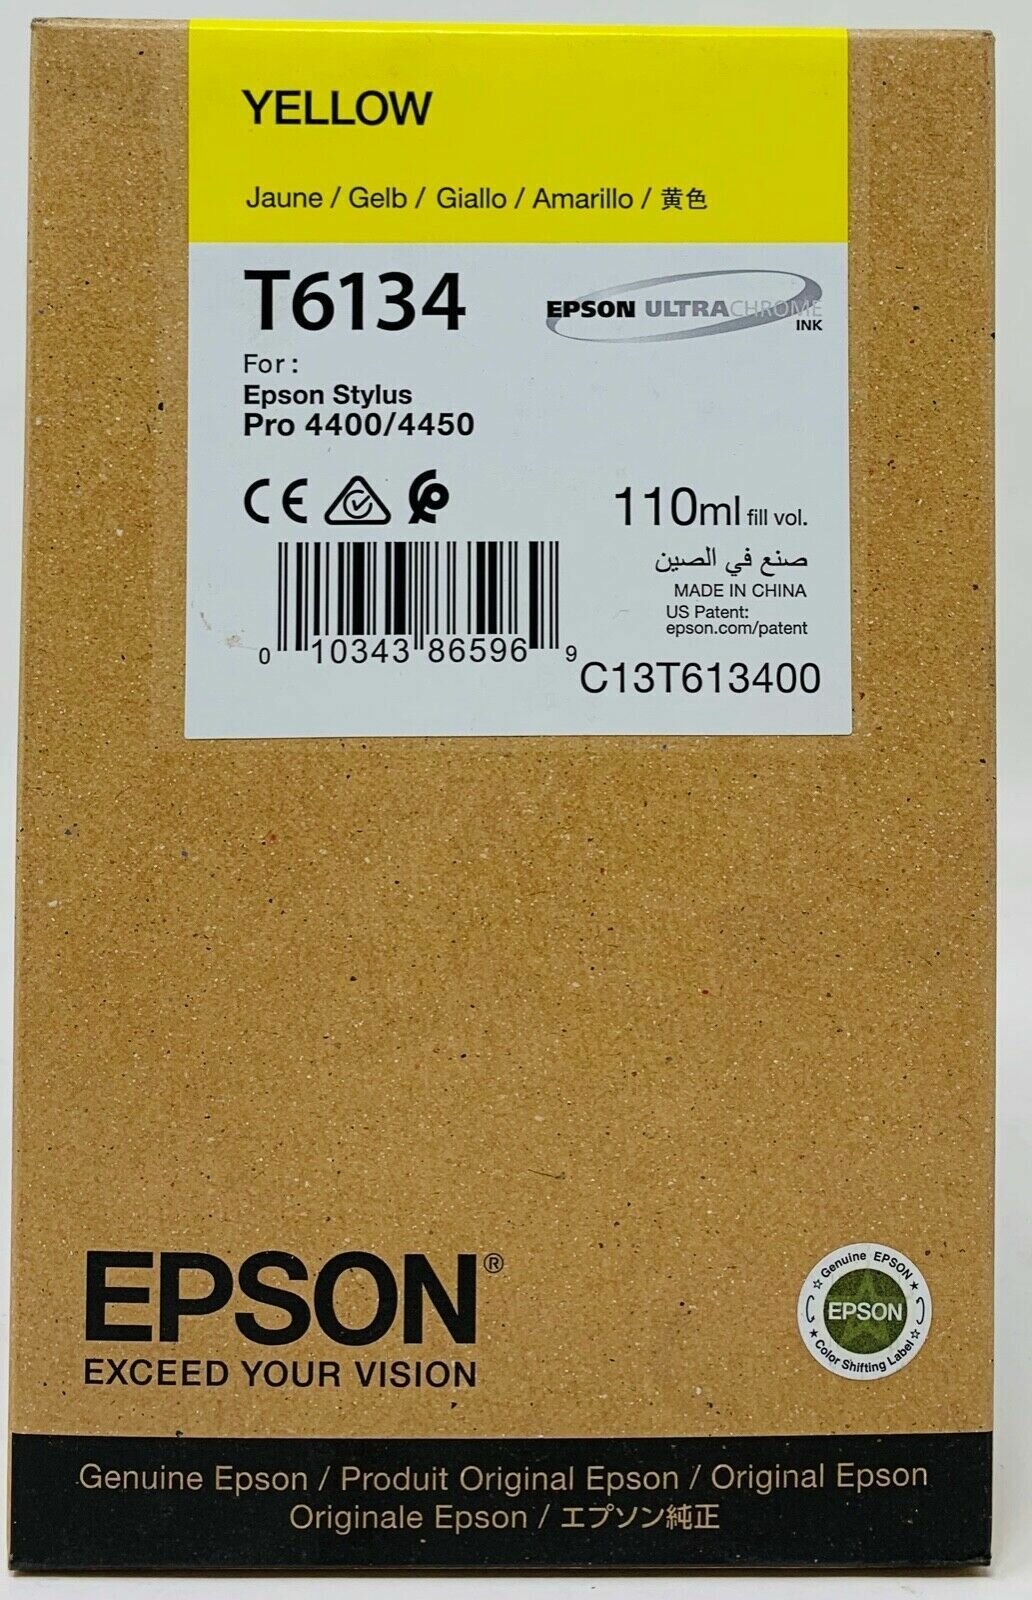 YELLOW
Jaune / Gelb / Giallo / Amarillo / 黄色
T6134
EPSON ULTRACHROME
INK
For :
Epson Stylus
Pro 4400/4450
CE
110ml fill vol.
صنع في الصين
MADE IN CHINA
US Patent:
epson.com/patent
0 10343 86596 9
C13T613400
EPSON®
EXCEED YOUR VISION
☆ Genuine EPSON ★
EPSON
★ Color Shifting Label ☆
Genuine Epson / Produit Original Epson / Original Epson
Originale Epson / エプソン純正